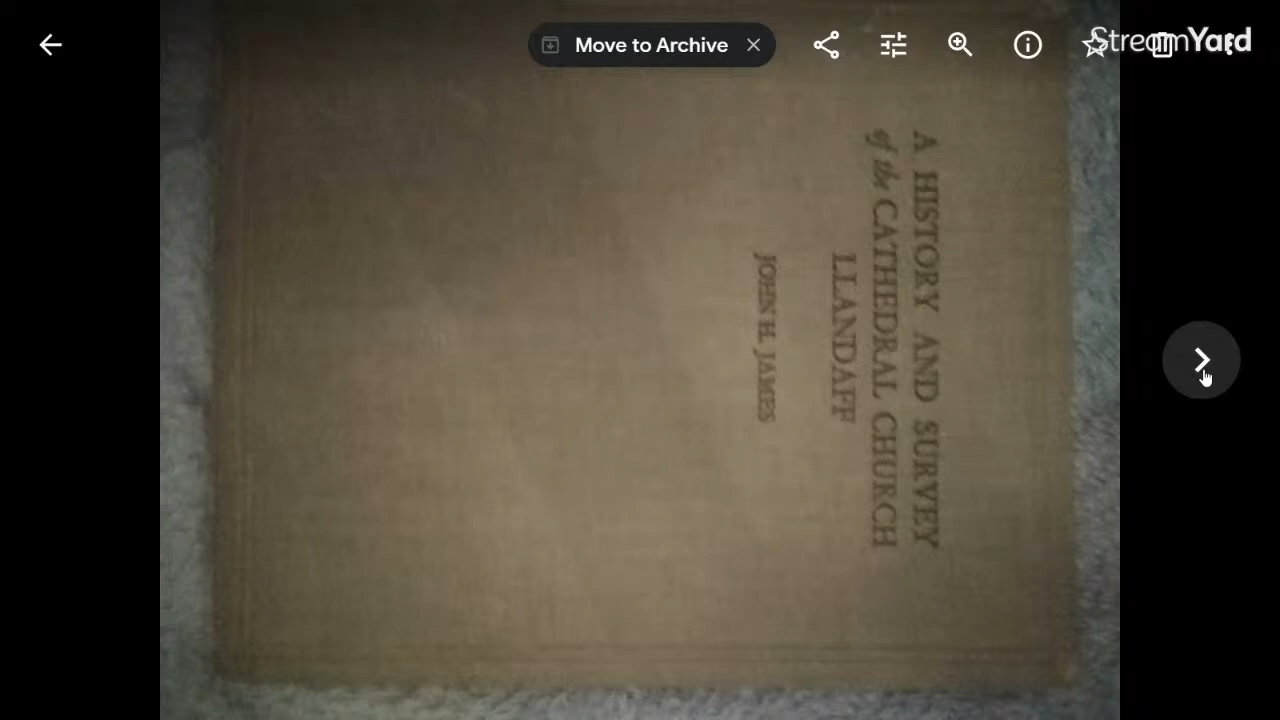 Move to Archive
StreamYard
A HISTORY AND SURVEY
of the CATHEDRAL CHURCH
LLANDAFF
JOHN H. JAMES